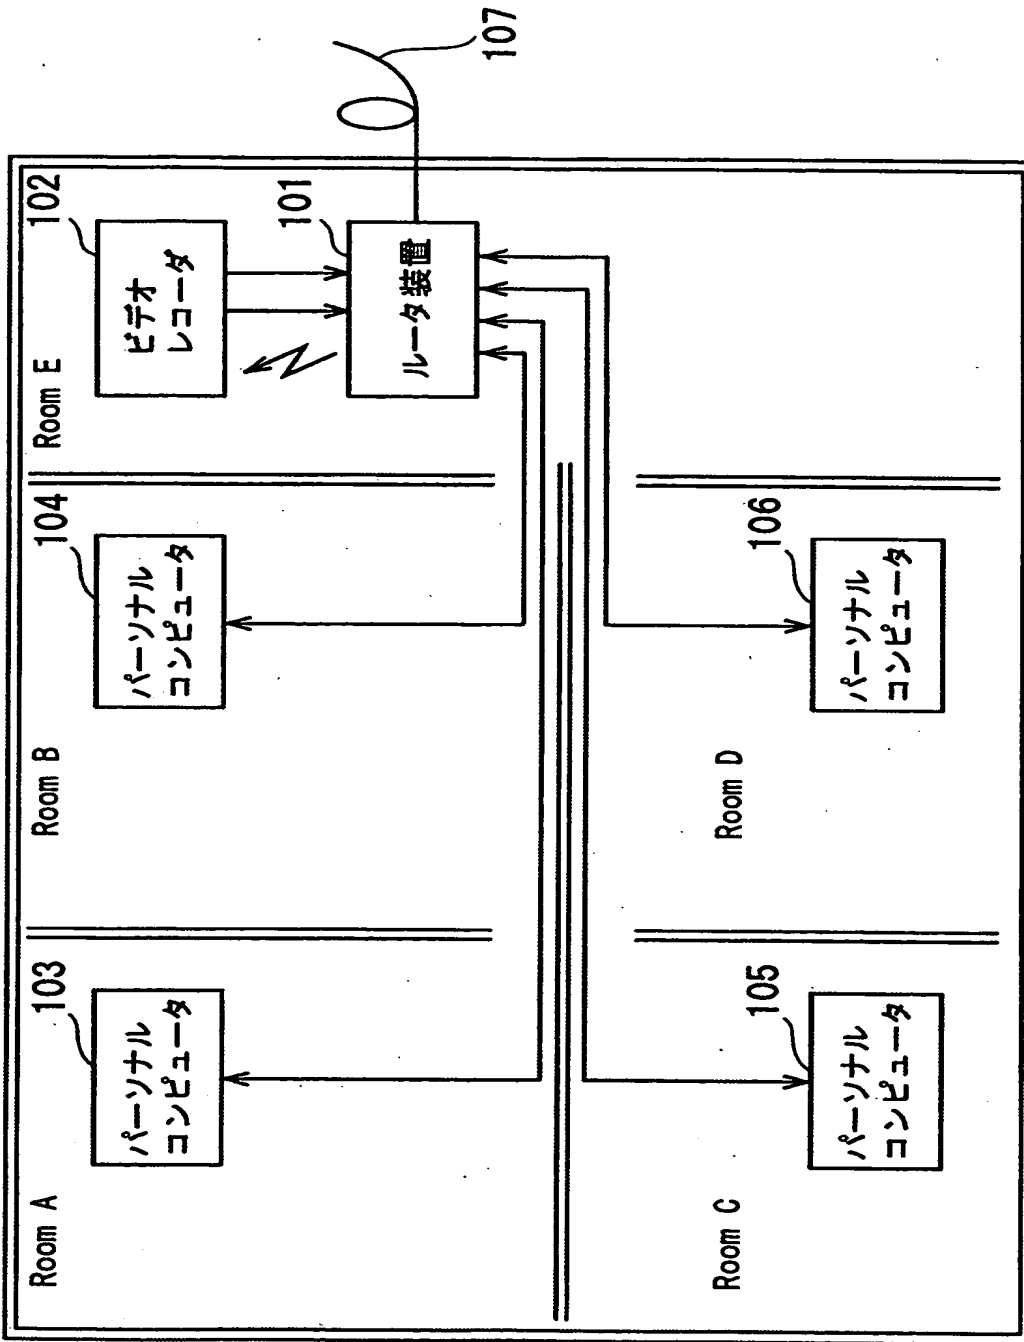 Room A
103
パーソナル
コンピュータ
Room B
104
パーソナル
コンピュータ
Room E
102
ビデオ
レコーダ
101
ルータ装置
107
Room C
105
パーソナル
コンピュータ
Room D
106
パーソナル
コンピュータ